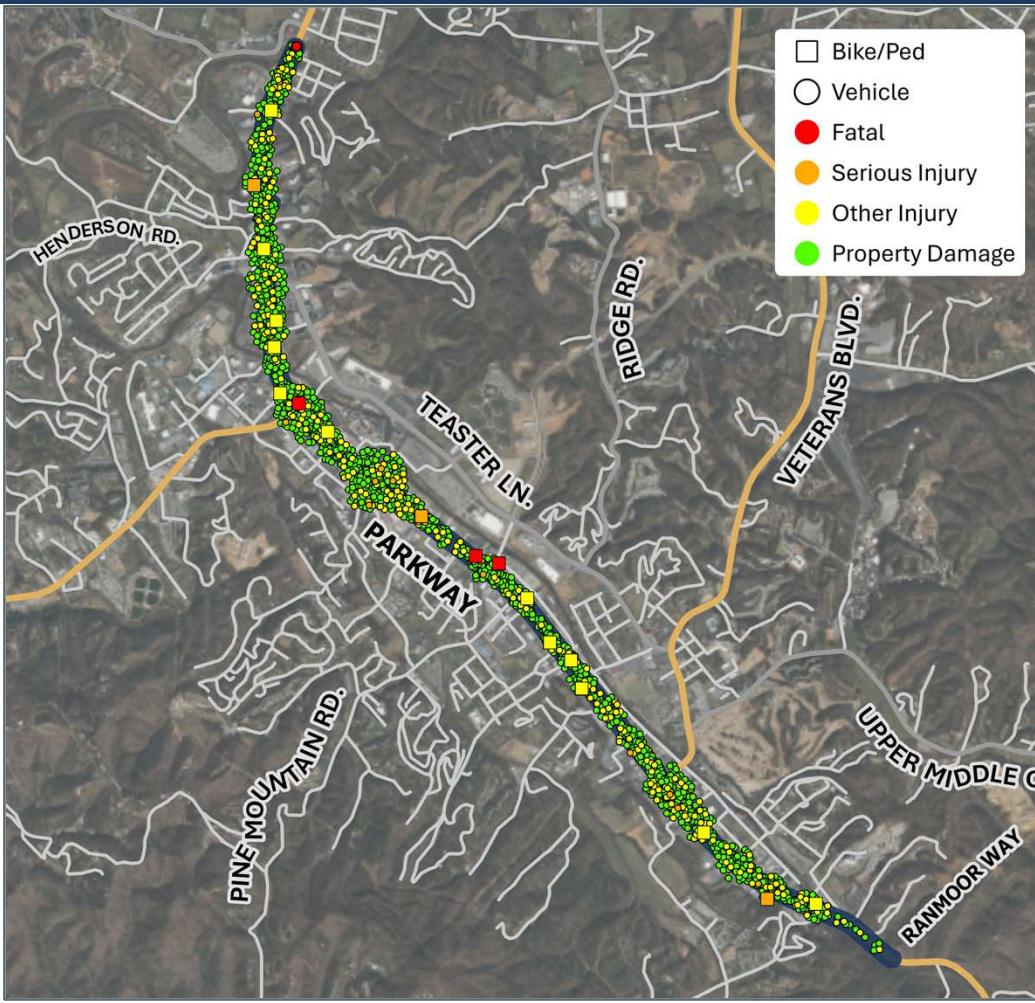 Bike/Ped
Vehicle
Fatal
Serious Injury
Other Injury
Property Damage
HENDERSON RD.
RIDGE RD.
VETERANS BLVD.
TEASTER LN.
PARKWAY
PINE MOUNTAIN RD.
UPPER MIDDLE
RANMOOR WAY